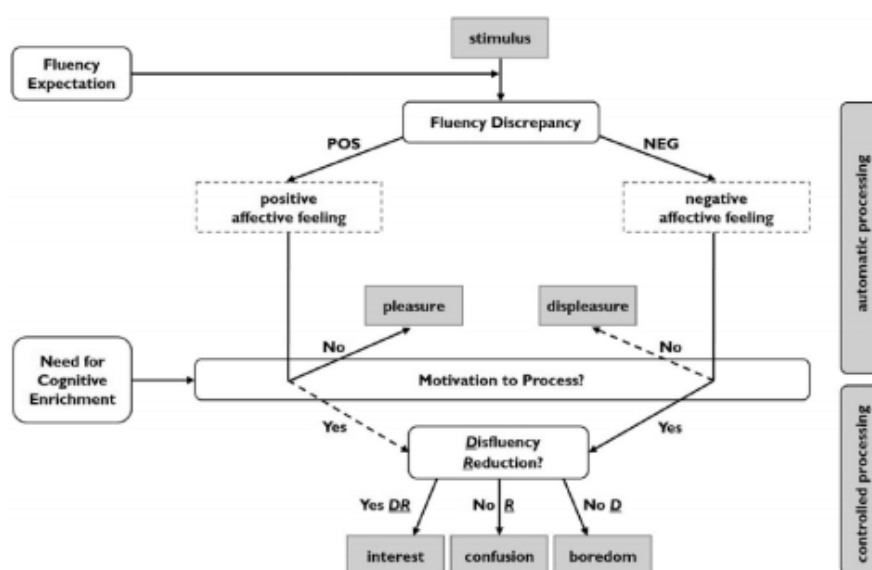 stimulus
Fluency
Expectation
Fluency Discrepancy
POS
NEG
positive
affective feeling
negative
affective feeling
automatic processing
pleasure
displeasure
No
No
Need for
Cognitive
Enrichment
Motivation to Process?
Yes
Yes
Disfluency
Reduction?
controlled processing
Yes DR
No R
No D
interest
confusion
boredom